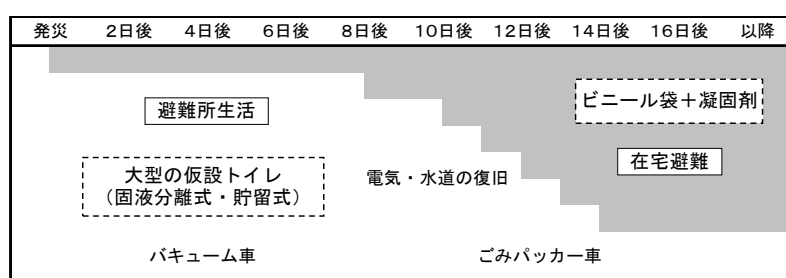 発災 2日後 4日後 6日後 8日後 10日後 12日後 14日後 16日後 以降
ビニール袋＋凝固剤
避難所生活
在宅避難
大型の仮設トイレ
（固液分離式・貯留式）
電気・水道の復旧
バキューム車 ごみパッカー車